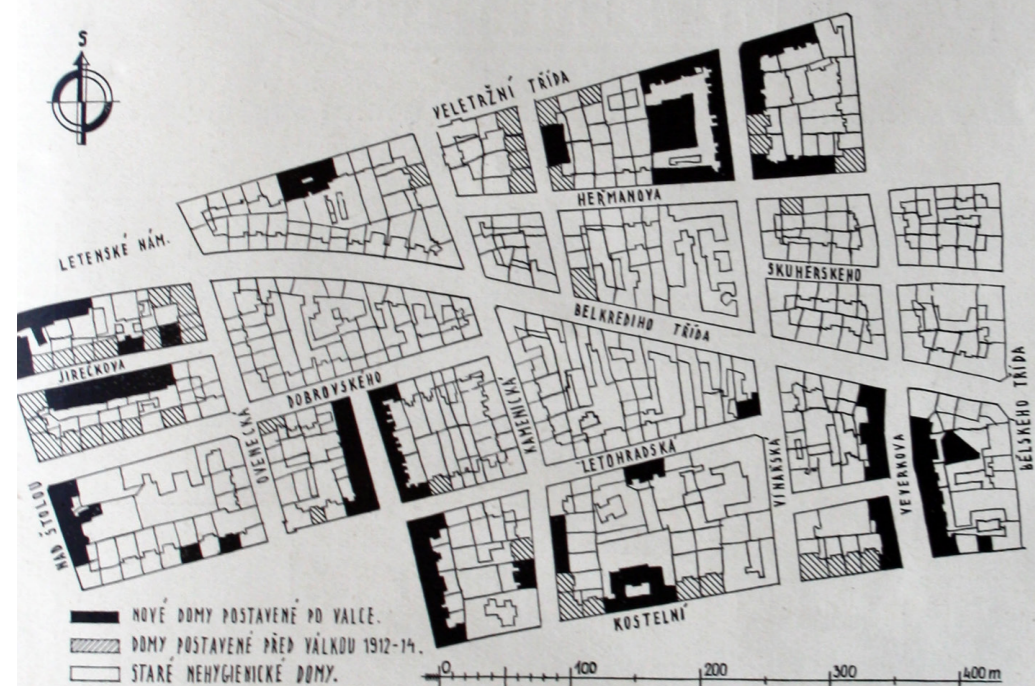 S
VELETRŽNÍ TŘÍDA
HEŘMANOVA
LETENSKÉ NÁM.
SKUHERSKÉHO
BELKREDIHO TŘÍDA
JIREČKOVA
DOBROVSKÉHO
OVENECKÁ
KAMENICKÁ
LETOHRADSKÁ
VINAŘSKÁ
VEVERKOVA
BĚLSKÉHO TŘÍDA
NAD ŠTOLOU
KOSTELNÍ
NOVÉ DOMY POSTAVENÉ PO VÁLCE.
DOMY POSTAVENÉ PŘED VÁLKOU 1912-14.
STARÉ NEHYGIENICKÉ DOMY.
0 100 200 300 400 m